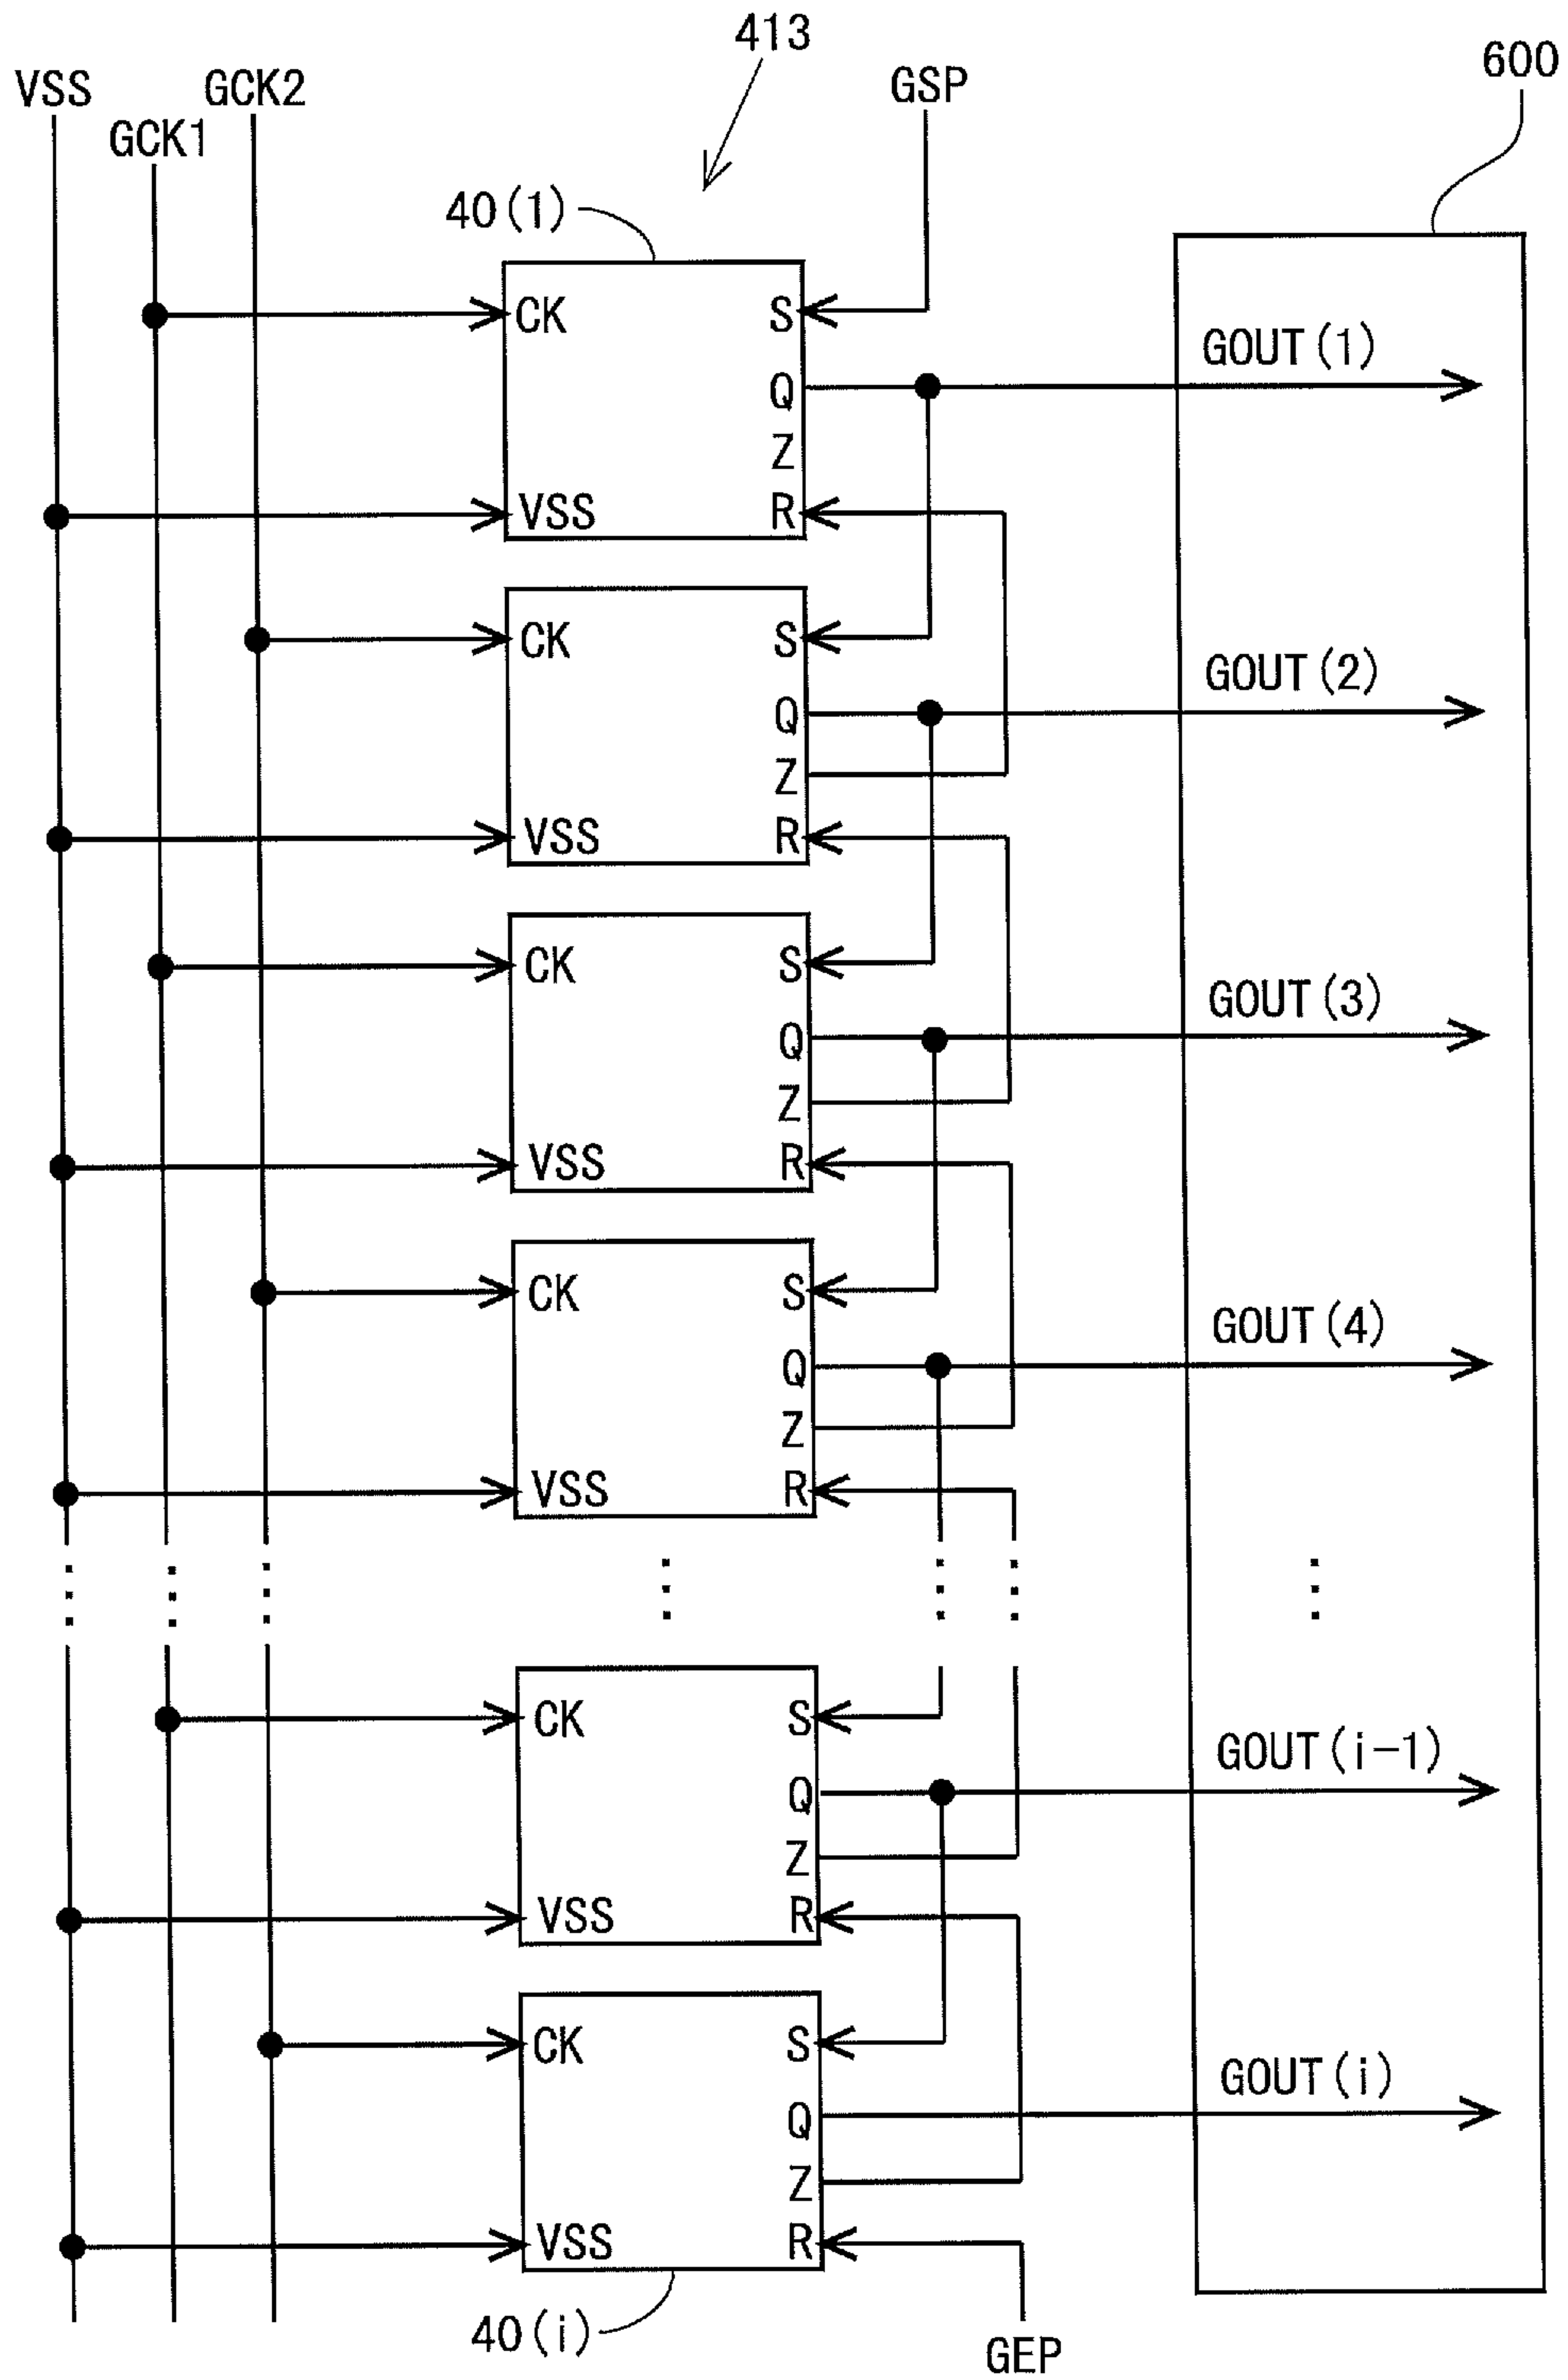 413
600
VSS
GCK2
GSP
GCK1
40(1)
CK
S
GOUT(1)
Q
Z
VSS
R
CK
S
GOUT(2)
Q
Z
VSS
R
CK
S
GOUT(3)
Q
Z
VSS
R
CK
S
GOUT(4)
Q
Z
VSS
R
CK
S
GOUT(i-1)
Q
Z
VSS
R
CK
S
GOUT(i)
Q
Z
VSS
R
40(i)
GEP